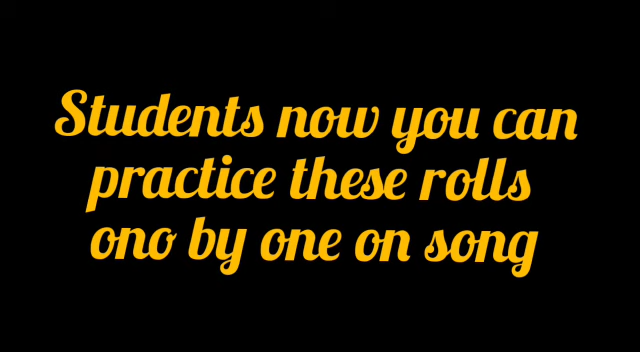 Students now you can
practice these rolls
ono by one on song